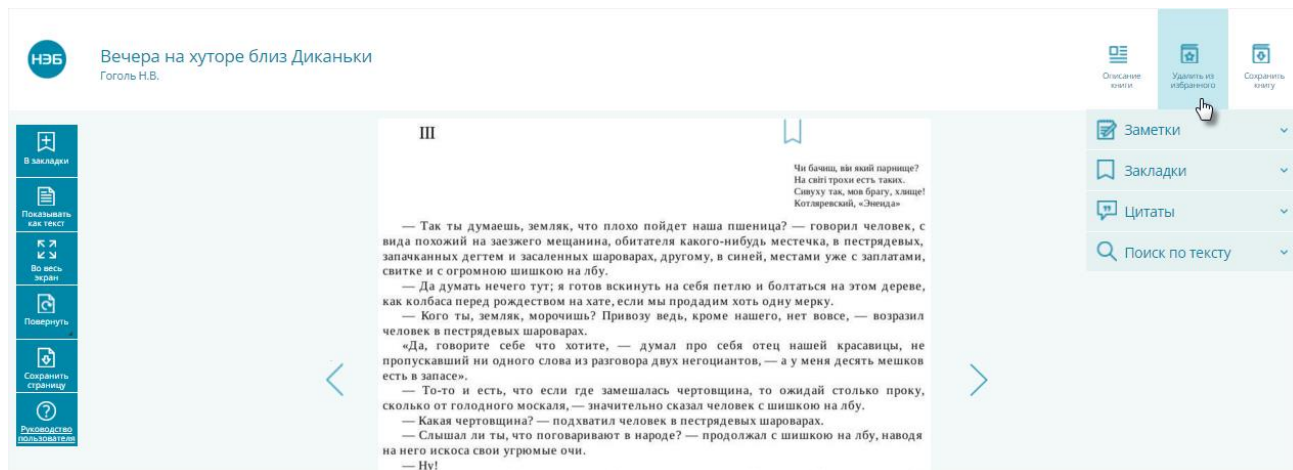 нэб
Вечера на хуторе близ Диканьки
Гоголь Н.В.
Описание
книги
Удалить из
избранного
Сохранить
книгу
В закладки
Показывать
как текст
Во весь
экран
Повернуть
Сохранить
страницу
Руководство
пользователя
III
Чи бачиш, він який парнище?
На світі трохи есть таких.
Сивуху так, мов брагу, хлище!
Котляревский, «Энеида»
— Так ты думаешь, земляк, что плохо пойдет наша пшеница? — говорил человек, с
вида похожий на заезжего мещанина, обитателя какого-нибудь местечка, в пестрядевых,
запачканных дегтем и засаленных шароварах, другому, в синей, местами уже с заплатами,
свитке и с огромною шишкою на лбу.
— Да думать нечего тут; я готов вскинуть на себя петлю и болтаться на этом дереве,
как колбаса перед рождеством на хате, если мы продадим хоть одну мерку.
— Кого ты, земляк, морочишь? Привозу ведь, кроме нашего, нет вовсе, — возразил
человек в пестрядевых шароварах.
«Да, говорите себе что хотите, — думал про себя отец нашей красавицы, не
пропускавший ни одного слова из разговора двух негоциантов, — а у меня десять мешков
есть в запасе».
— То-то и есть, что если где замешалась чертовщина, то ожидай столько проку,
сколько от голодного москаля, — значительно сказал человек с шишкою на лбу.
— Какая чертовщина? — подхватил человек в пестрядевых шароварах.
— Слышал ли ты, что поговаривают в народе? — продолжал с шишкою на лбу, наводя
на него искоса свои угрюмые очи.
— Ну!
Заметки
Закладки
Цитаты
Поиск по тексту